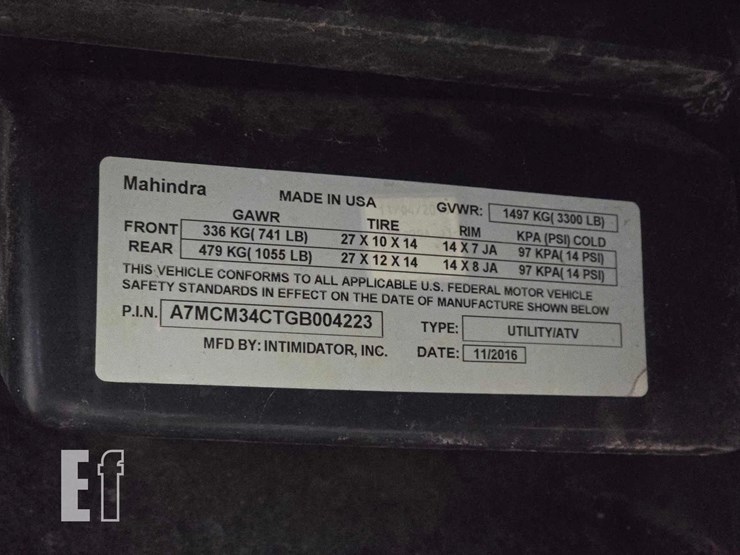 Mahindra MADE IN USA GVWR: 1497 KG( 3300 LB)
GAWR TIRE RIM KPA (PSI) COLD
FRONT 336 KG( 741 LB) 27 X 10 X 14 14 X 7 JA 97 KPA( 14 PSI)
REAR 479 KG( 1055 LB) 27 X 12 X 14 14 X 8 JA 97 KPA( 14 PSI)
THIS VEHICLE CONFORMS TO ALL APPLICABLE U.S. FEDERAL MOTOR VEHICLE
SAFETY STANDARDS IN EFFECT ON THE DATE OF MANUFACTURE SHOWN BELOW
P.I.N. A7MCM34CTGB004223 TYPE: UTILITY/ATV
MFD BY: INTIMIDATOR, INC. DATE: 11/2016
Ef